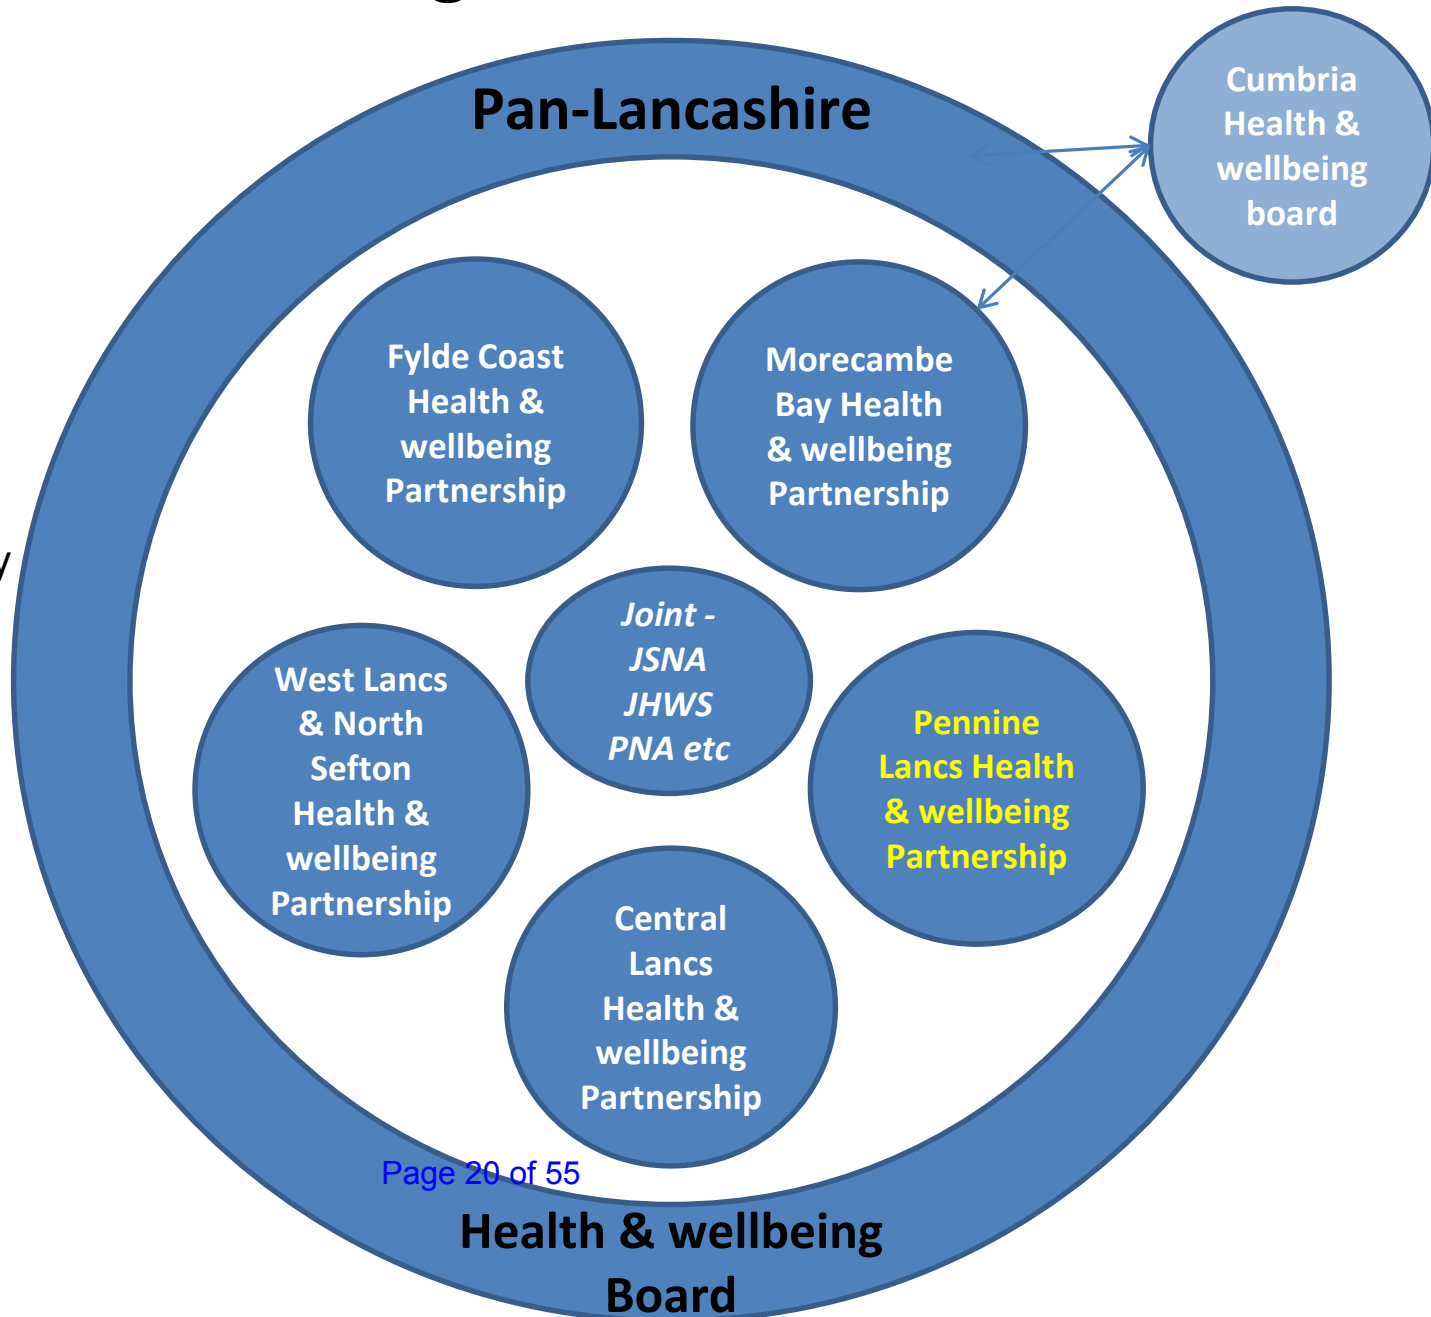 Pan-Lancashire
Cumbria
Health &
wellbeing
board
Fylde Coast
Health &
wellbeing
Partnership
Morecambe
Bay Health
& wellbeing
Partnership
Joint -
JSNA
JHWS
PNA etc
West Lancs
& North
Sefton
Health &
wellbeing
Partnership
Pennine
Lancs Health
& wellbeing
Partnership
Central
Lancs
Health &
wellbeing
Partnership
Page 20 of 55
Health & wellbeing
Board